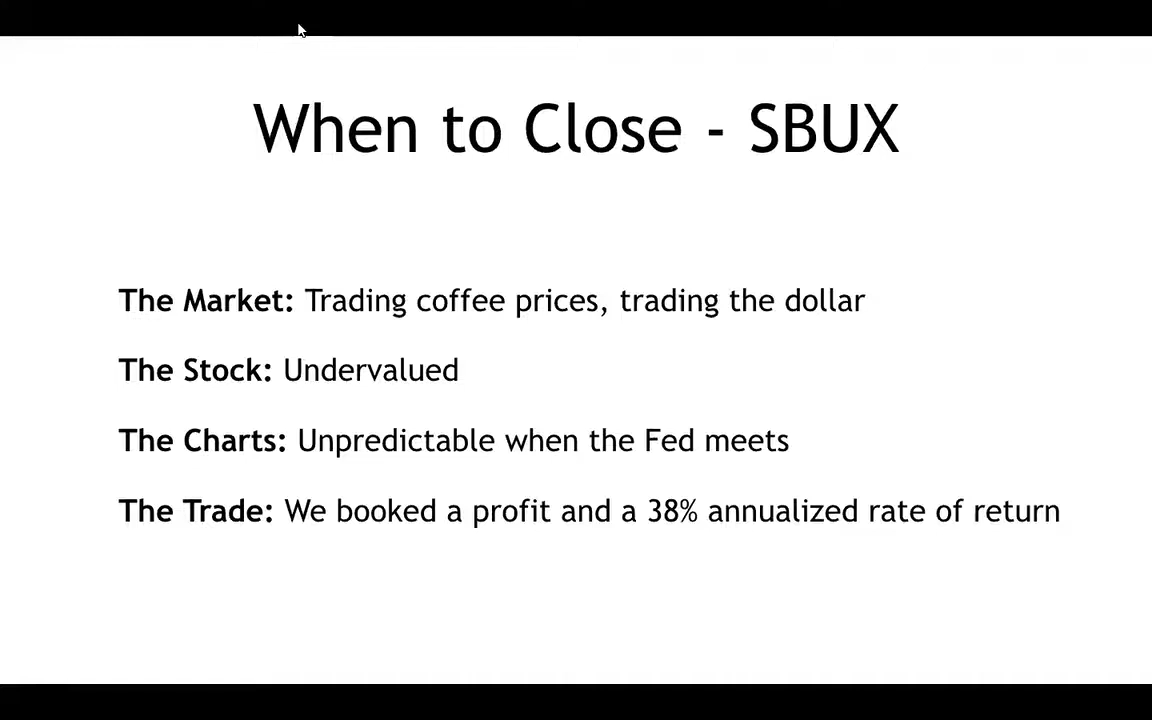 When to Close - SBUX
The Market: Trading coffee prices, trading the dollar
The Stock: Undervalued
The Charts: Unpredictable when the Fed meets
The Trade: We booked a profit and a 38% annualized rate of return